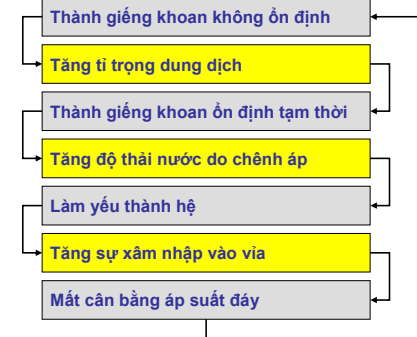 Thành giếng khoan không ổn định
Tăng tỉ trọng dung dịch
Thành giếng khoan ổn định tạm thời
Tăng độ thải nước do chênh áp
Làm yếu thành hệ
Tăng sự xâm nhập vào vỉa
Mất cân bằng áp suất đáy